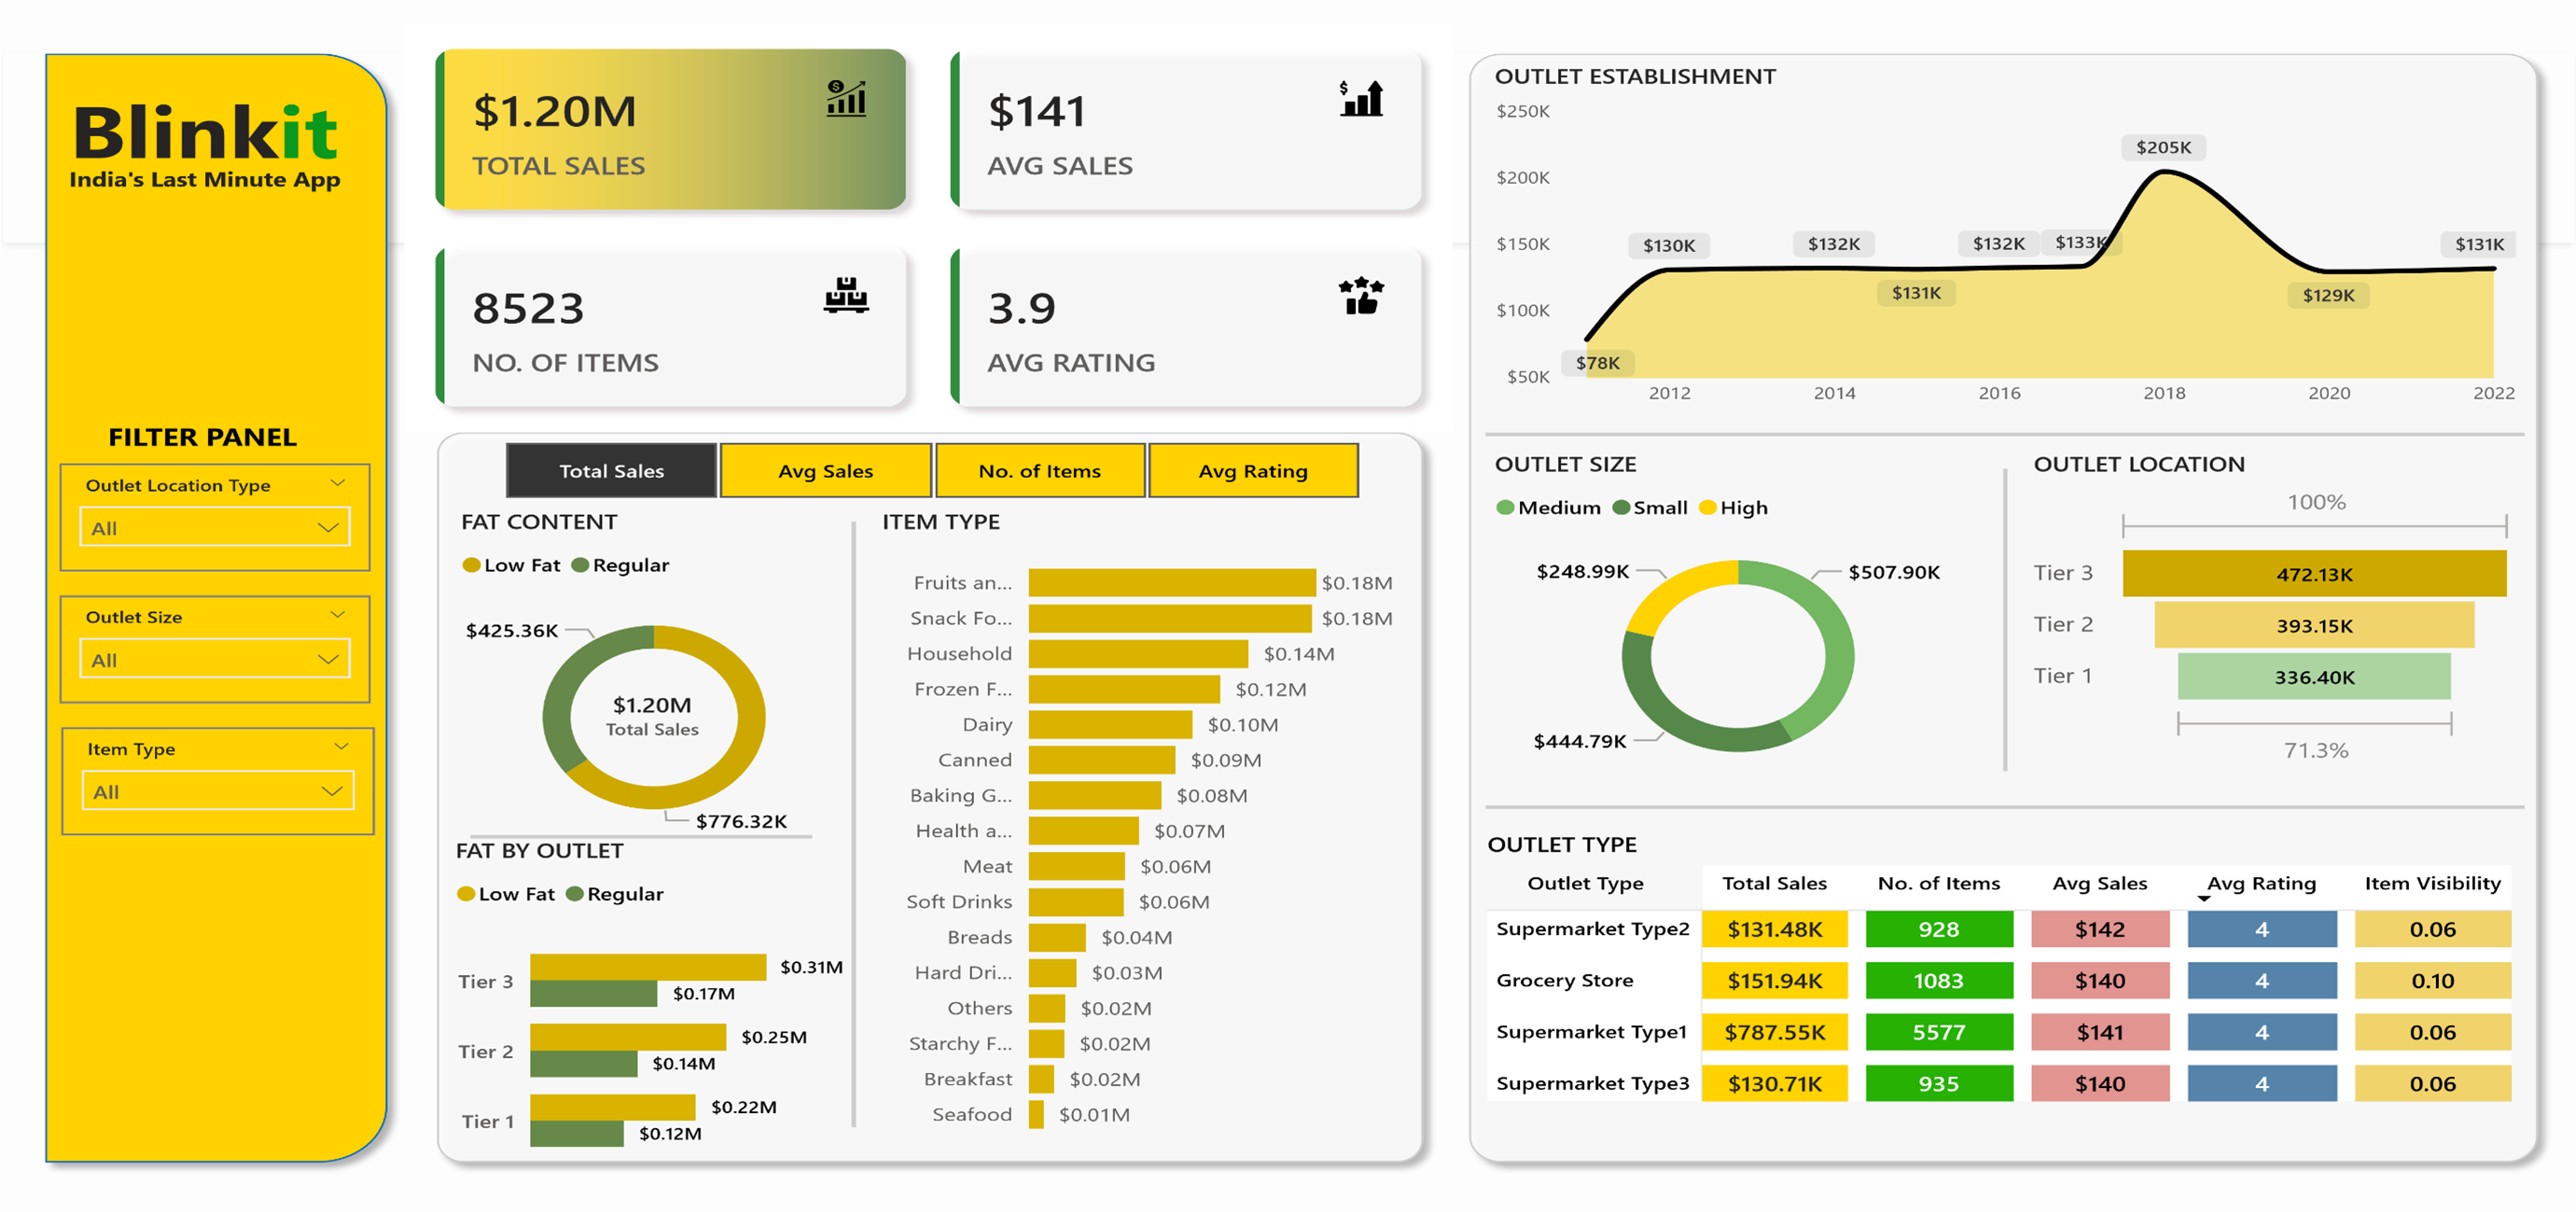 Blinkit
India's Last Minute App
FILTER PANEL
Outlet Location Type
All
Outlet Size
All
Item Type
All
$1.20M
TOTAL SALES
$141
AVG SALES
8523
NO. OF ITEMS
3.9
AVG RATING
Total Sales Avg Sales No. of Items Avg Rating
FAT CONTENT
Low Fat Regular
$425.36K
$1.20M
Total Sales
$776.32K
FAT BY OUTLET
Low Fat Regular
Tier 3 $0.31M
$0.17M
Tier 2 $0.25M
$0.14M
Tier 1 $0.22M
$0.12M
ITEM TYPE
Fruits an... $0.18M
Snack Fo... $0.18M
Household $0.14M
Frozen F... $0.12M
Dairy $0.10M
Canned $0.09M
Baking G... $0.08M
Health a... $0.07M
Meat $0.06M
Soft Drinks $0.06M
Breads $0.04M
Hard Dri... $0.03M
Others $0.02M
Starchy F... $0.02M
Breakfast $0.02M
Seafood $0.01M
OUTLET ESTABLISHMENT
$250K
$200K
$150K
$100K
$50K
$78K $130K $132K $131K $132K $133K $205K $129K $131K
2012 2014 2016 2018 2020 2022
OUTLET SIZE
Medium Small High
$248.99K $507.90K
$444.79K
OUTLET LOCATION
100%
Tier 3 472.13K
Tier 2 393.15K
Tier 1 336.40K
71.3%
OUTLET TYPE
Outlet Type Total Sales No. of Items Avg Sales Avg Rating Item Visibility
Supermarket Type2 $131.48K 928 $142 4 0.06
Grocery Store $151.94K 1083 $140 4 0.10
Supermarket Type1 $787.55K 5577 $141 4 0.06
Supermarket Type3 $130.71K 935 $140 4 0.06